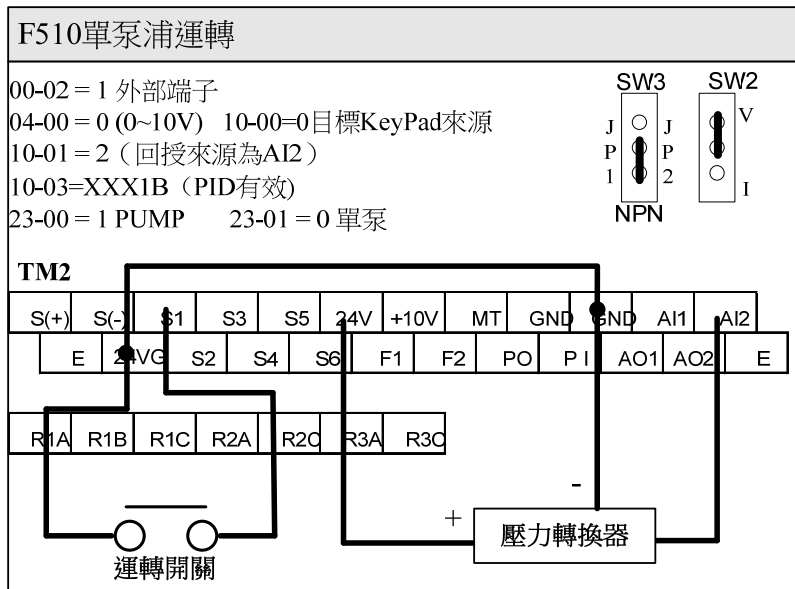 F510單泵浦運轉
00-02 = 1 外部端子
04-00 = 0 (0~10V)   10-00=0目標KeyPad來源
10-01 = 2（回授來源為AI2）
10-03=XXX1B（PID有效)
23-00 = 1 PUMP     23-01 = 0 單泵
SW3 SW2
J J V
P P
1 2 I
NPN
TM2
S(+) S(-) S1 S3 S5 24V +10V MT GND GND AI1 AI2
E 24VG S2 S4 S6 F1 F2 PO P I AO1 AO2 E
R1A R1B R1C R2A R2C R3A R3C
-
+ 壓力轉換器
運轉開關